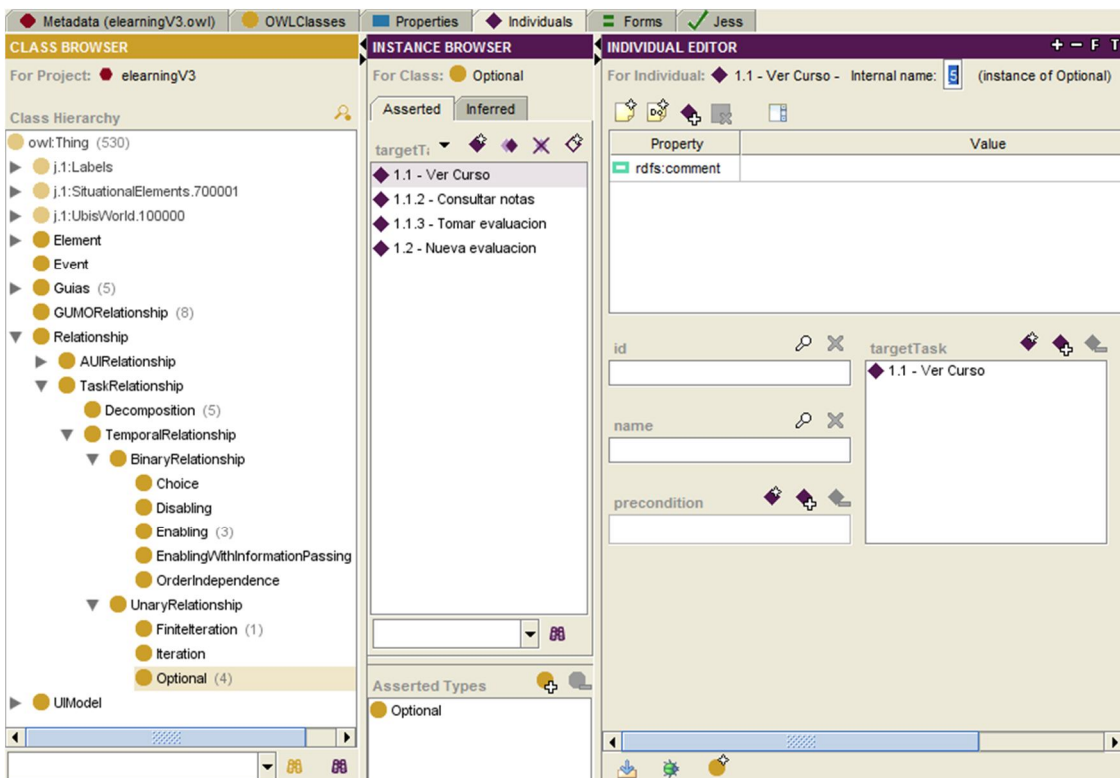 Metadata (elearningV3.owl)
OWLClasses
Properties
Individuals
Forms
Jess
CLASS BROWSER
For Project: elearningV3
Class Hierarchy
owl:Thing (530)
j.1:Labels
j.1:SituationalElements.700001
j.1:UbisWorld.100000
Element
Event
Guias (5)
GUMORelationship (8)
Relationship
AUIRelationship
TaskRelationship
Decomposition (5)
TemporalRelationship
BinaryRelationship
Choice
Disabling
Enabling (3)
EnablingWithInformationPassing
OrderIndependence
UnaryRelationship
FiniteIteration (1)
Iteration
Optional (4)
UIModel
INSTANCE BROWSER
For Class: Optional
Asserted
Inferred
targetTa
1.1 - Ver Curso
1.1.2 - Consultar notas
1.1.3 - Tomar evaluacion
1.2 - Nueva evaluacion
Asserted Types
Optional
INDIVIDUAL EDITOR
+ − F T
For Individual: 1.1 - Ver Curso - Internal name: 5 (instance of Optional)
Property
Value
rdfs:comment
id
name
precondition
targetTask
1.1 - Ver Curso